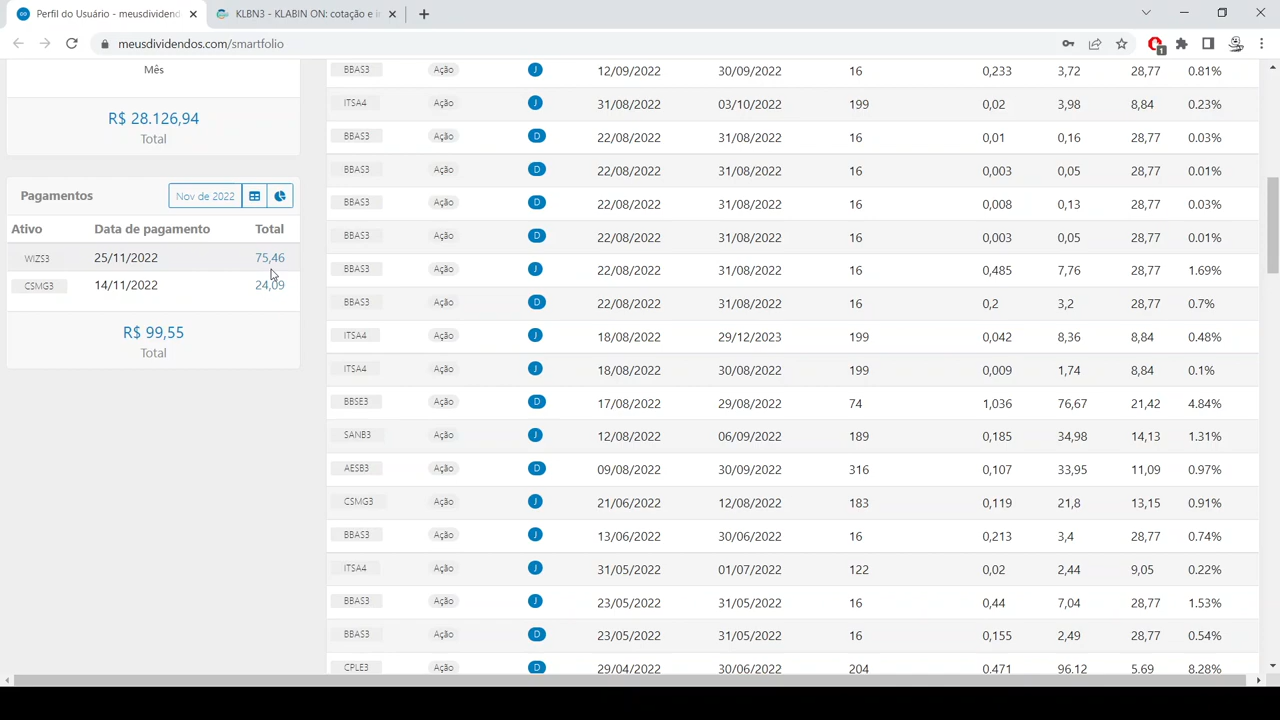 Perfil do Usuário - meusdividend
KLBN3 - KLABIN ON: cotação e i
meusdividendos.com/smartfolio
1
Mês
R$ 28.126,94
Total
Pagamentos
Nov de 2022
Ativo Data de pagamento Total
WIZS3 25/11/2022 75,46
CSMG3 14/11/2022 24,09
R$ 99,55
Total
BBAS3 Ação J 12/09/2022 30/09/2022 16 0,233 3,72 28,77 0.81%
ITSA4 Ação J 31/08/2022 03/10/2022 199 0,02 3,98 8,84 0.23%
BBAS3 Ação D 22/08/2022 31/08/2022 16 0,01 0,16 28,77 0.03%
BBAS3 Ação D 22/08/2022 31/08/2022 16 0,003 0,05 28,77 0.01%
BBAS3 Ação D 22/08/2022 31/08/2022 16 0,008 0,13 28,77 0.03%
BBAS3 Ação D 22/08/2022 31/08/2022 16 0,003 0,05 28,77 0.01%
BBAS3 Ação J 22/08/2022 31/08/2022 16 0,485 7,76 28,77 1.69%
BBAS3 Ação D 22/08/2022 31/08/2022 16 0,2 3,2 28,77 0.7%
ITSA4 Ação J 18/08/2022 29/12/2023 199 0,042 8,36 8,84 0.48%
ITSA4 Ação J 18/08/2022 30/08/2022 199 0,009 1,74 8,84 0.1%
BBSE3 Ação D 17/08/2022 29/08/2022 74 1,036 76,67 21,42 4.84%
SANB3 Ação J 12/08/2022 06/09/2022 189 0,185 34,98 14,13 1.31%
AESB3 Ação D 09/08/2022 30/09/2022 316 0,107 33,95 11,09 0.97%
CSMG3 Ação J 21/06/2022 12/08/2022 183 0,119 21,8 13,15 0.91%
BBAS3 Ação J 13/06/2022 30/06/2022 16 0,213 3,4 28,77 0.74%
ITSA4 Ação J 31/05/2022 01/07/2022 122 0,02 2,44 9,05 0.22%
BBAS3 Ação J 23/05/2022 31/05/2022 16 0,44 7,04 28,77 1.53%
BBAS3 Ação D 23/05/2022 31/05/2022 16 0,155 2,49 28,77 0.54%
CPLE3 Ação D 29/04/2022 30/06/2022 204 0,471 96,12 5,69 8.28%